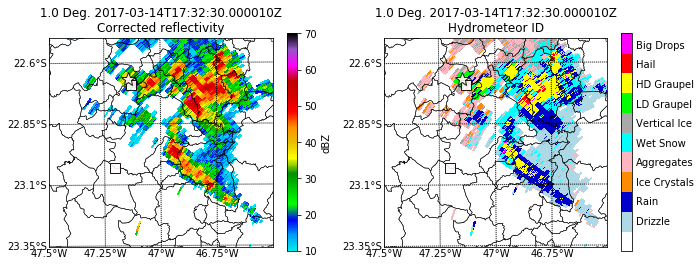 1.0 Deg. 2017-03-14T17:32:30.000010Z
Corrected reflectivity
22.6°S
22.85°S
23.1°S
23.35°S
47.5°W
47.25°W
47°W
46.75°W
70
60
50
40
30
20
10
dBZ
1.0 Deg. 2017-03-14T17:32:30.000010Z
Hydrometeor ID
22.6°S
22.85°S
23.1°S
23.35°S
47.5°W
47.25°W
47°W
46.75°W
Big Drops
Hail
HD Graupel
LD Graupel
Vertical Ice
Wet Snow
Aggregates
Ice Crystals
Rain
Drizzle